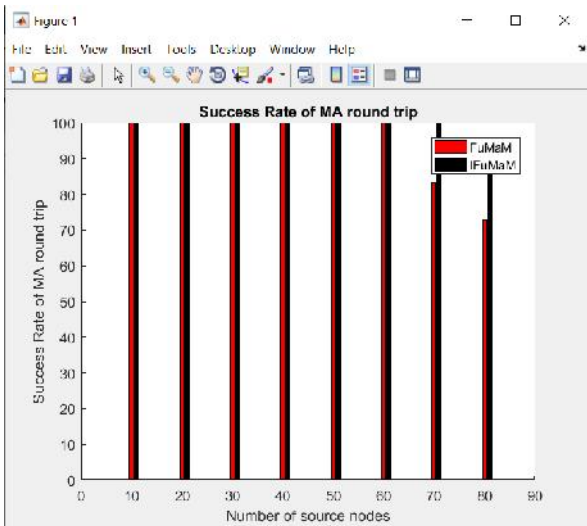 Figure 1
File Edit View Insert Tools Desktop Window Help
Success Rate of MA round trip
100
90
80
70
60
50
40
30
20
10
0
Success Rate of MA round trip
FuMaM
IFuMaM
0 10 20 30 40 50 60 70 80 90
Number of source nodes